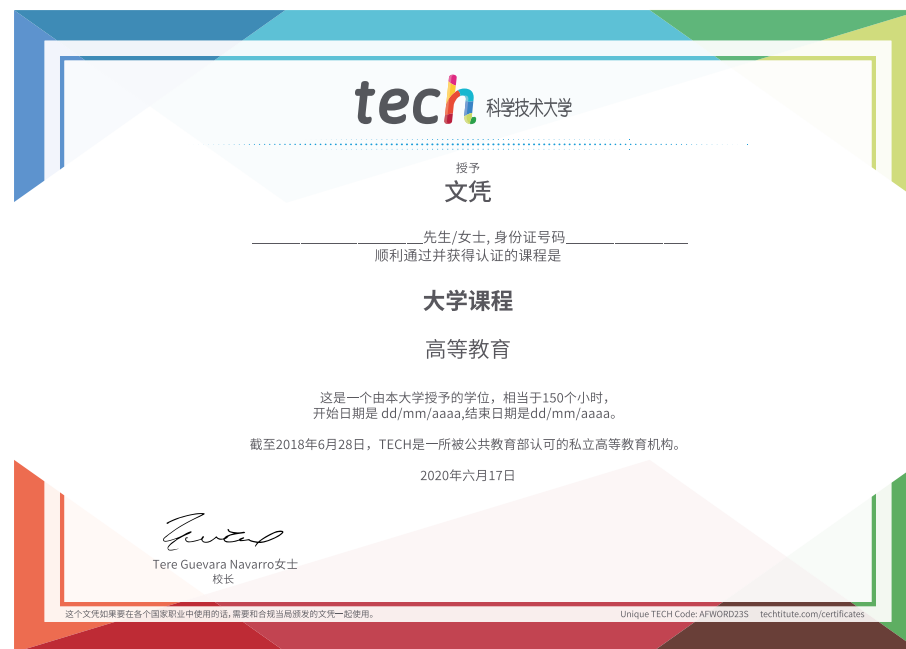 tech 科学技术大学
授予
文凭
______________________先生/女士, 身份证号码________________
顺利通过并获得认证的课程是
大学课程
高等教育
这是一个由本大学授予的学位，相当于150个小时，
开始日期是 dd/mm/aaaa,结束日期是dd/mm/aaaa。
截至2018年6月28日，TECH是一所被公共教育部认可的私立高等教育机构。
2020年六月17日
Tere Guevara Navarro女士
校长
这个文凭如果要在各个国家职业中使用的话,需要和合规当局颁发的文凭一起使用。
Unique TECH Code: AFWORD23S techtitute.com/certificates